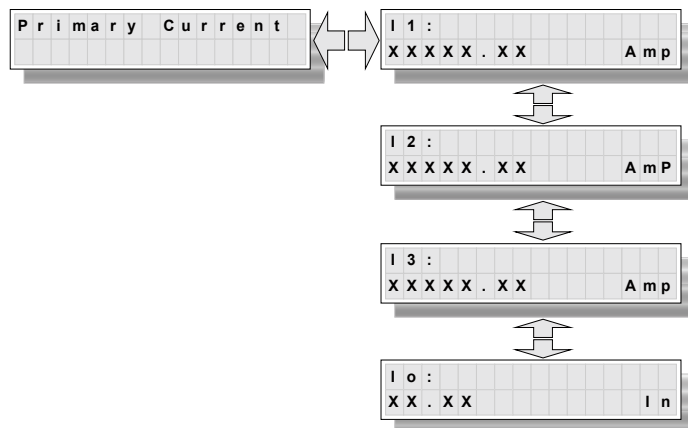 Primary Current
I1:
XXXXX.XX Amp
I2:
XXXXX.XX AmP
I3:
XXXXX.XX Amp
Io:
XX.XX In